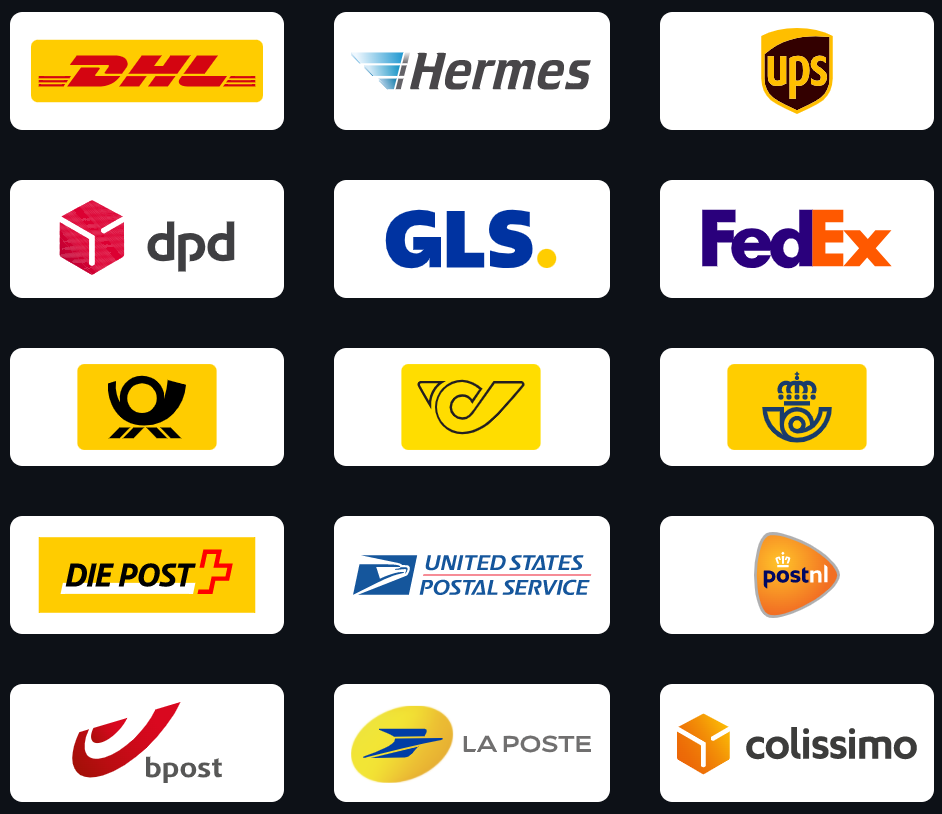 DHL
Hermes
ups
dpd
GLS.
FedEx
DIE POST
UNITED STATES
POSTAL SERVICE
postnl
bpost
LA POSTE
colissimo